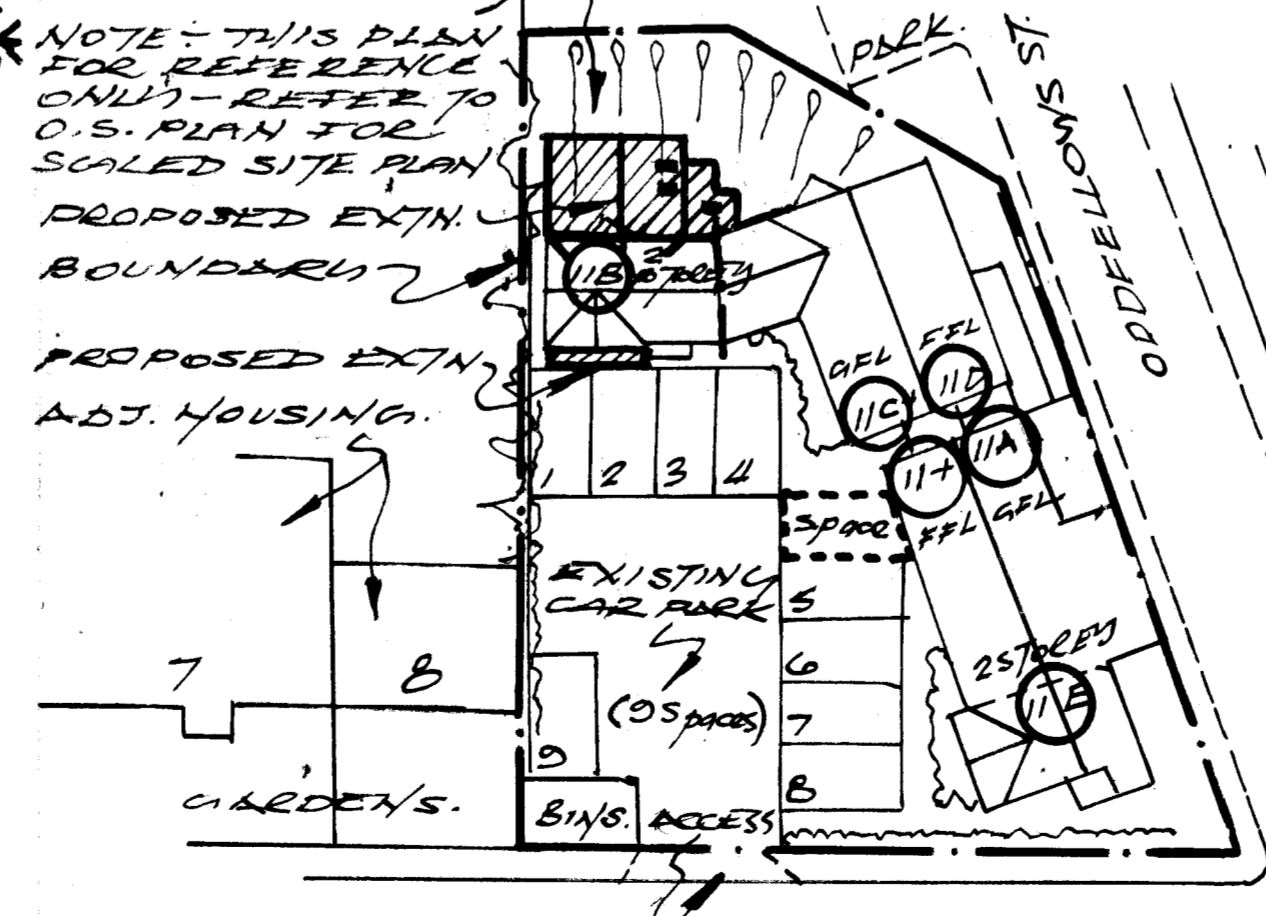 NOTE :- THIS PLAN
FOR REFERENCE
ONLY - REFER TO
O.S. PLAN FOR
SCALED SITE PLAN
PROPOSED EXTN.
BOUNDARY
PROPOSED EXTN
ADJ. HOUSING.
PARK.
ODDFELLOWS ST.
11B
2 STOREY
GFL
FFL
11C
11D
11+
11A
FFL
GFL
1 2 3 4
space
EXISTING
CAR PARK
(9 Spaces)
5
6
7
8
9
2 STOREY
11E
7
8
GARDENS.
BINS.
ACCESS